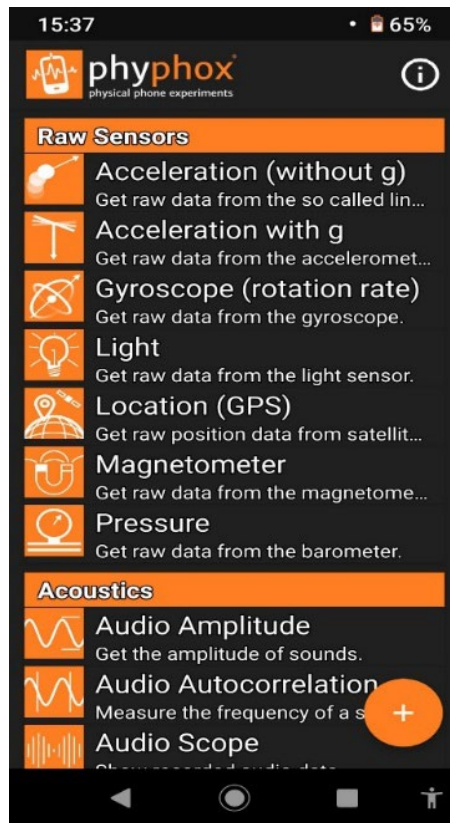 15:37 65%
phyphox
physical phone experiments
Raw Sensors
Acceleration (without g)
Get raw data from the so called lin...
Acceleration with g
Get raw data from the acceleromet...
Gyroscope (rotation rate)
Get raw data from the gyroscope.
Light
Get raw data from the light sensor.
Location (GPS)
Get raw position data from satellit...
Magnetometer
Get raw data from the magnetome...
Pressure
Get raw data from the barometer.
Acoustics
Audio Amplitude
Get the amplitude of sounds.
Audio Autocorrelation
Measure the frequency of a s
Audio Scope
Show recorded audio data.